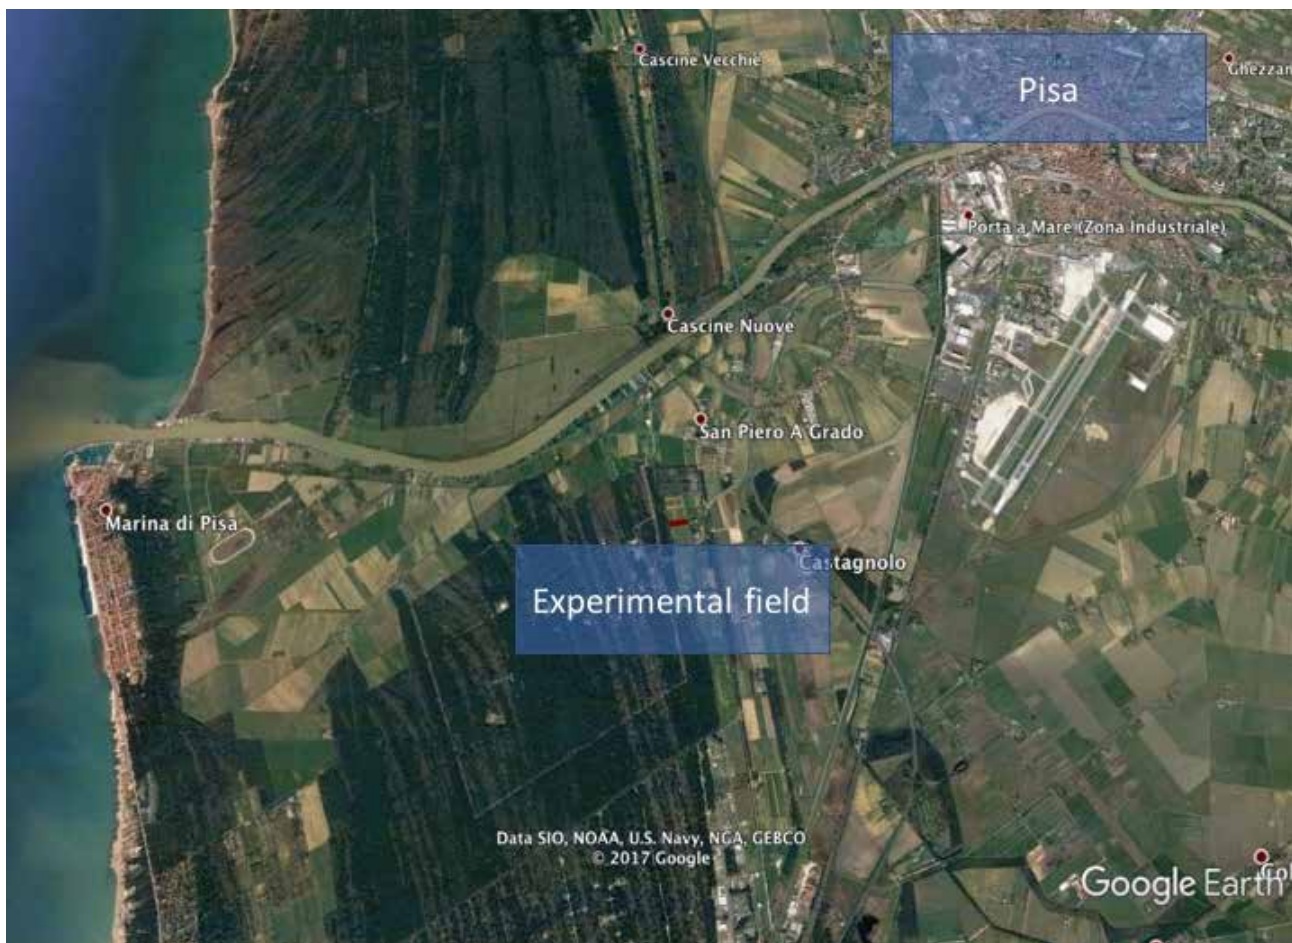 Cascine Vecchie
Pisa
Ghezzan
Porta a Mare (Zona Industriale)
Cascine Nuove
San Piero A Grado
Marina di Pisa
Castagnolo
Experimental field
Data SIO, NOAA, U.S. Navy, NGA, GEBCO
© 2017 Google
Google Earth
Col